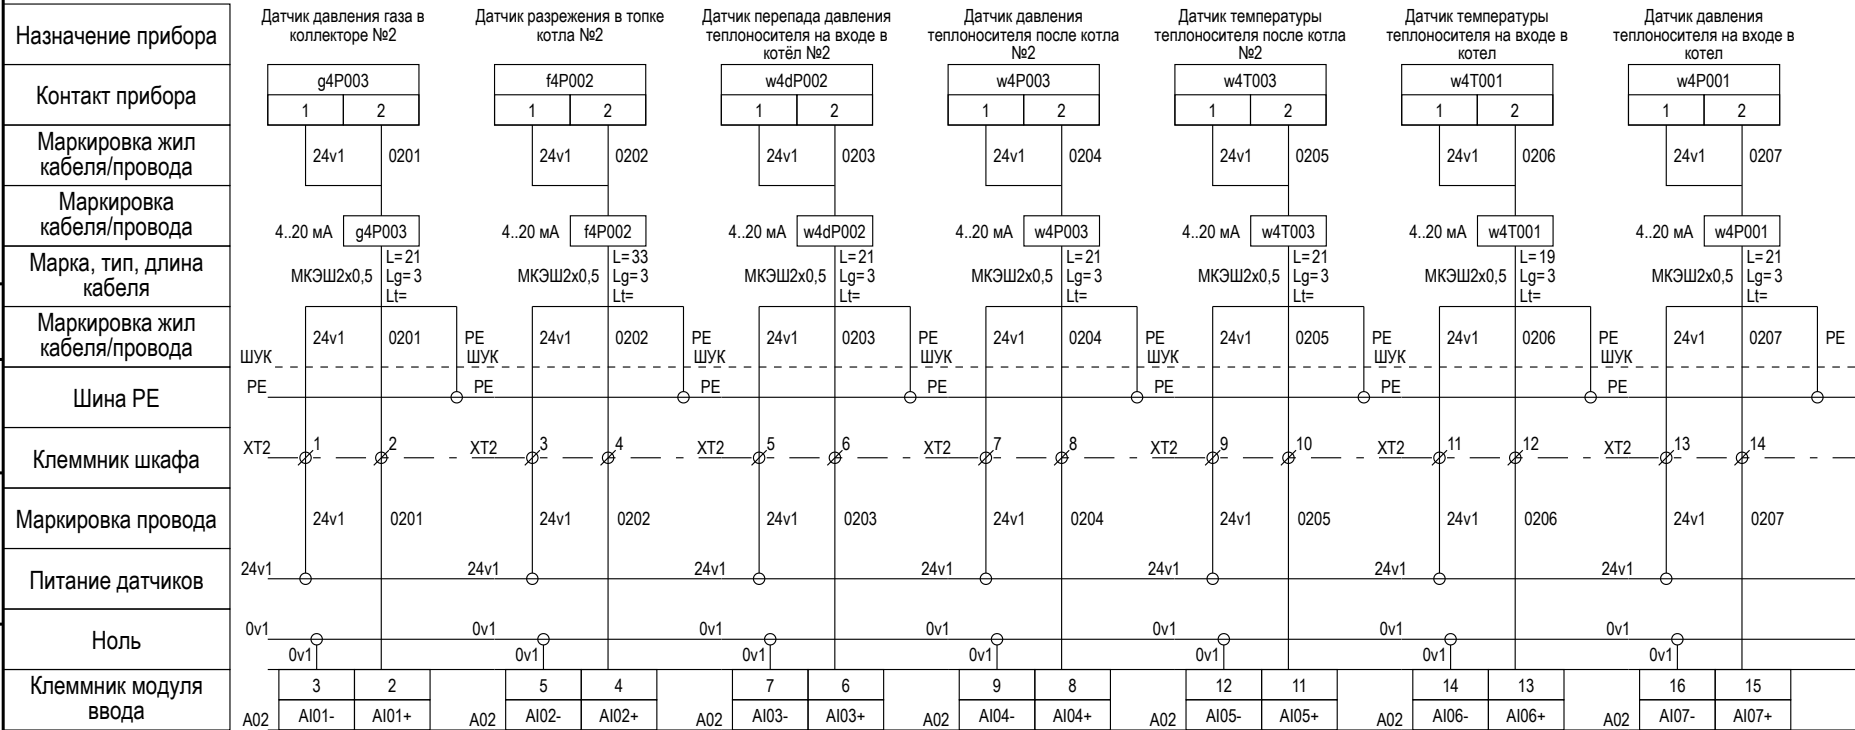 Назначение прибора
Датчик давления газа в
коллекторе №2
Датчик разрежения в топке
котла №2
Датчик перепада давления
теплоносителя на входе в
котёл №2
Датчик давления
теплоносителя после котла
№2
Датчик температуры
теплоносителя после котла
№2
Датчик температуры
теплоносителя на входе в
котел
Датчик давления
теплоносителя на входе в
котел
Контакт прибора
g4P003 f4P002 w4dP002 w4P003 w4T003 w4T001 w4P001
1 2 1 2 1 2 1 2 1 2 1 2 1 2
Маркировка жил
кабеля/провода
24v1 0201 24v1 0202 24v1 0203 24v1 0204 24v1 0205 24v1 0206 24v1 0207
Маркировка
кабеля/провода
4..20 мА g4P003 4..20 мА f4P002 4..20 мА w4dP002 4..20 мА w4P003 4..20 мА w4T003 4..20 мА w4T001 4..20 мА w4P001
Марка, тип, длина
кабеля
L=21 L=33 L=21 L=21 L=21 L=19 L=21
МКЭШ2х0,5 Lg=3 МКЭШ2х0,5 Lg=3 МКЭШ2х0,5 Lg=3 МКЭШ2х0,5 Lg=3 МКЭШ2х0,5 Lg=3 МКЭШ2х0,5 Lg=3 МКЭШ2х0,5 Lg=3
Lt= Lt= Lt= Lt= Lt= Lt= Lt=
Маркировка жил
кабеля/провода
24v1 0201 PE 24v1 0202 PE 24v1 0203 PE 24v1 0204 PE 24v1 0205 PE 24v1 0206 PE 24v1 0207 PE
ШУК ШУК ШУК ШУК ШУК ШУК ШУК
Шина PE
PE PE PE PE PE PE PE
Клеммник шкафа
XT2 1 2 XT2 3 4 XT2 5 6 XT2 7 8 XT2 9 10 XT2 11 12 XT2 13 14
Маркировка провода
24v1 0201 24v1 0202 24v1 0203 24v1 0204 24v1 0205 24v1 0206 24v1 0207
Питание датчиков
24v1 24v1 24v1 24v1 24v1 24v1 24v1
Ноль
0v1 0v1 0v1 0v1 0v1 0v1 0v1
0v1 0v1 0v1 0v1 0v1 0v1 0v1
Клеммник модуля
ввода
3 2 5 4 7 6 9 8 12 11 14 13 16 15
A02 AI01- AI01+ A02 AI02- AI02+ A02 AI03- AI03+ A02 AI04- AI04+ A02 AI05- AI05+ A02 AI06- AI06+ A02 AI07- AI07+